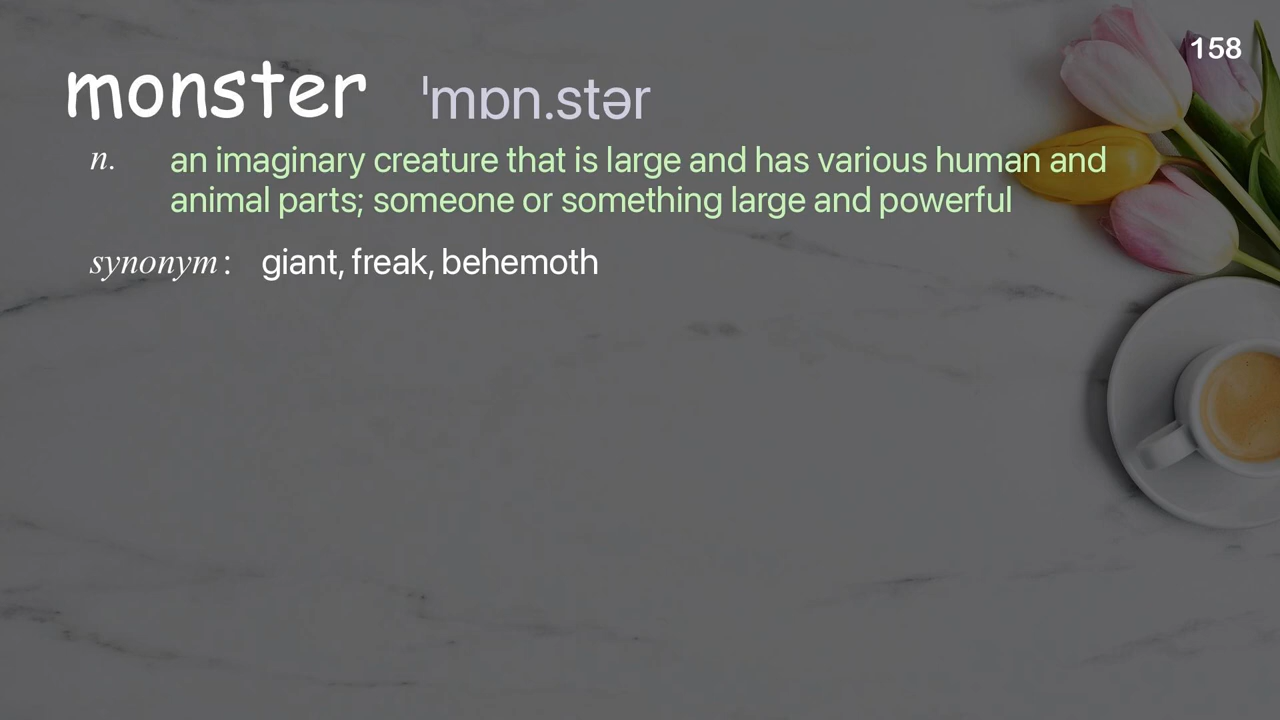 158
monster ˈmɒn.stər
n. an imaginary creature that is large and has various human and
animal parts; someone or something large and powerful
synonym: giant, freak, behemoth